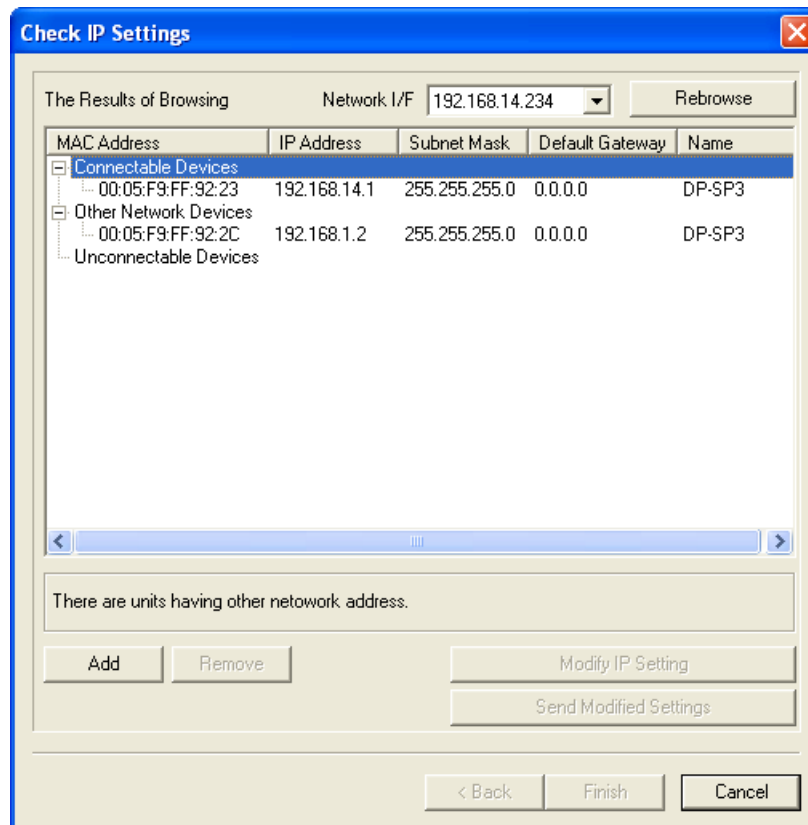 Check IP Settings
The Results of Browsing Network I/F 192.168.14.234 Rebrowse
MAC Address IP Address Subnet Mask Default Gateway Name
Connectable Devices
00:05:F9:FF:92:23 192.168.14.1 255.255.255.0 0.0.0.0 DP-SP3
Other Network Devices
00:05:F9:FF:92:2C 192.168.1.2 255.255.255.0 0.0.0.0 DP-SP3
Unconnectable Devices
There are units having other netowork address.
Add Remove Modify IP Setting
Send Modified Settings
< Back Finish Cancel